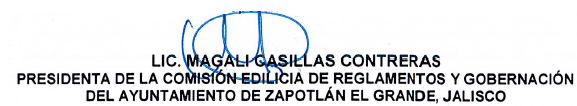 LIC. MAGALI CASILLAS CONTRERAS
PRESIDENTA DE LA COMISIÓN EDILICIA DE REGLAMENTOS Y GOBERNACIÓN
DEL AYUNTAMIENTO DE ZAPOTLÁN EL GRANDE, JALISCO